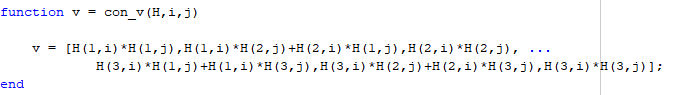 function v = con_v(H,i,j)
v = [H(1,i)*H(1,j),H(1,i)*H(2,j)+H(2,i)*H(1,j),H(2,i)*H(2,j), ...
H(3,i)*H(1,j)+H(1,i)*H(3,j),H(3,i)*H(2,j)+H(2,i)*H(3,j),H(3,i)*H(3,j)];
end